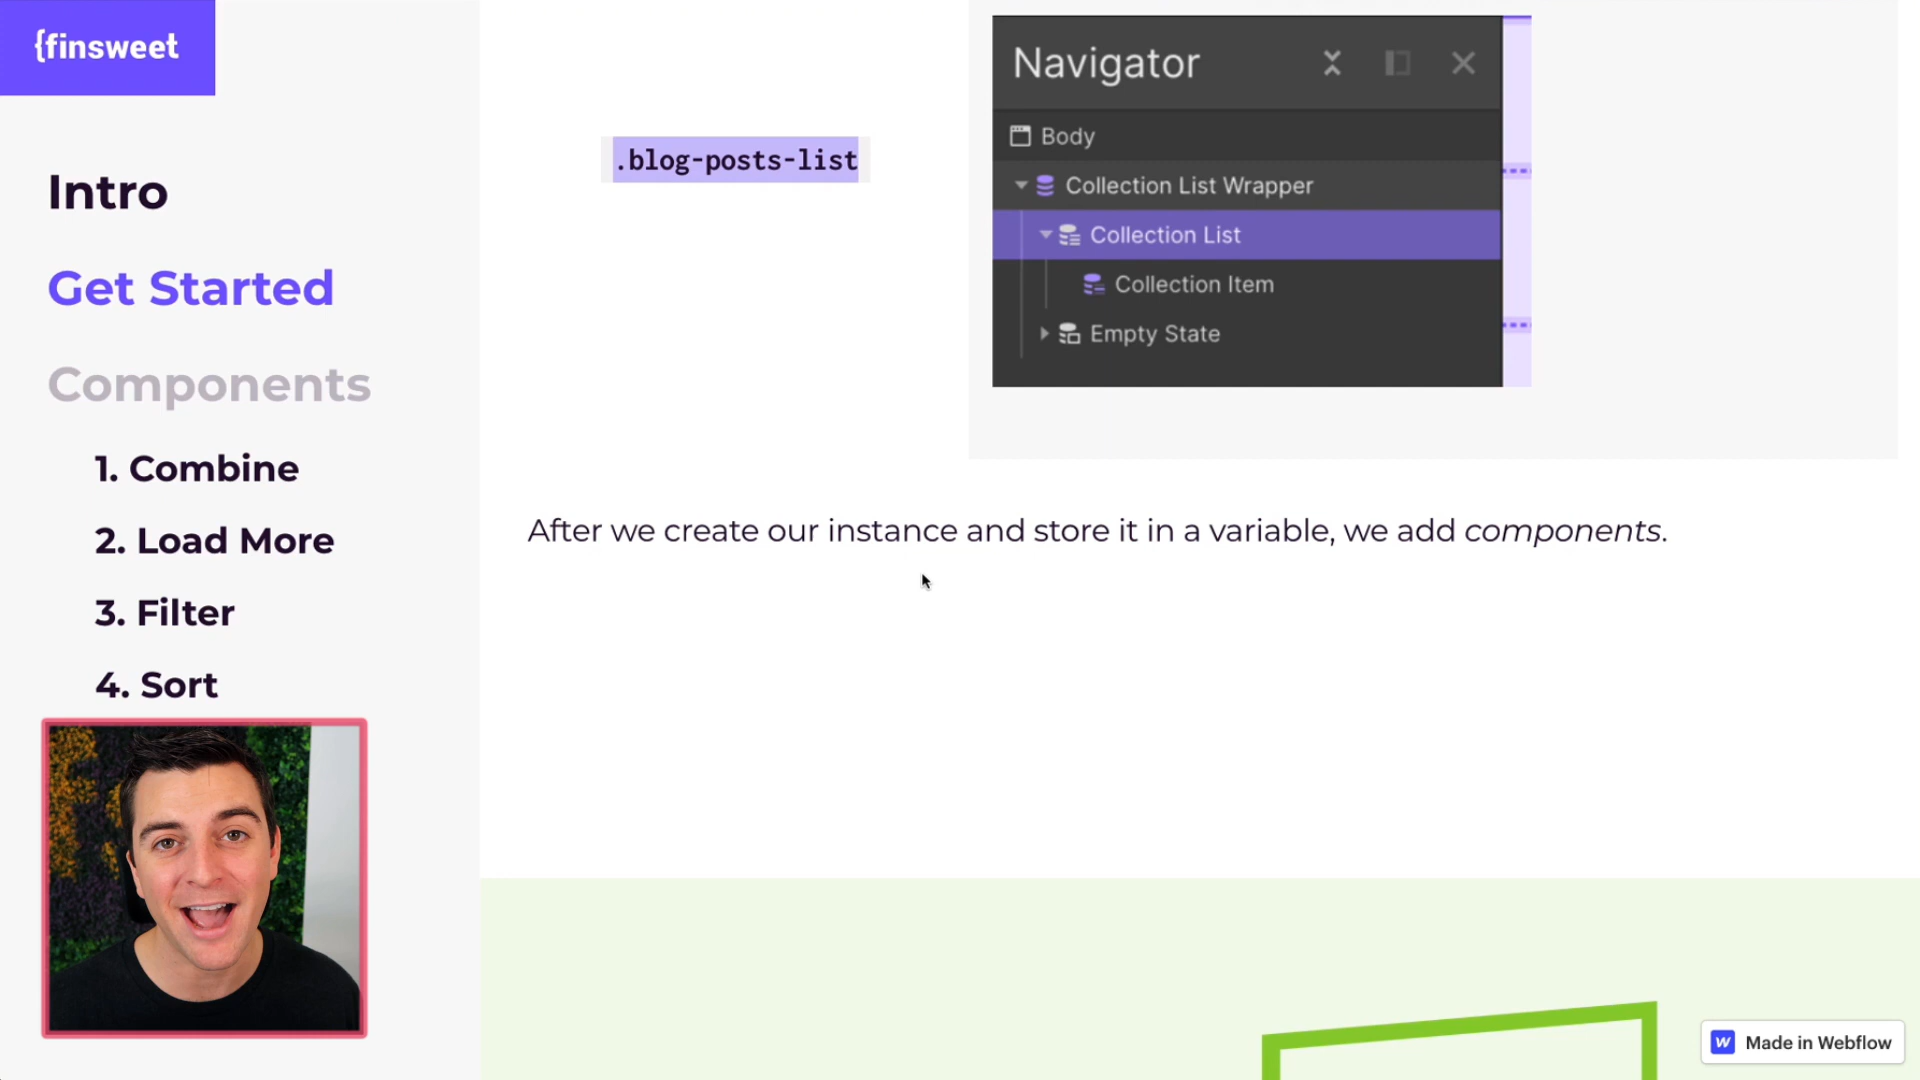 {finsweet
Intro
Get Started
Components
1. Combine
2. Load More
3. Filter
4. Sort
.blog-posts-list
Navigator
Body
Collection List Wrapper
Collection List
Collection Item
Empty State
After we create our instance and store it in a variable, we add components.
W Made in Webflow